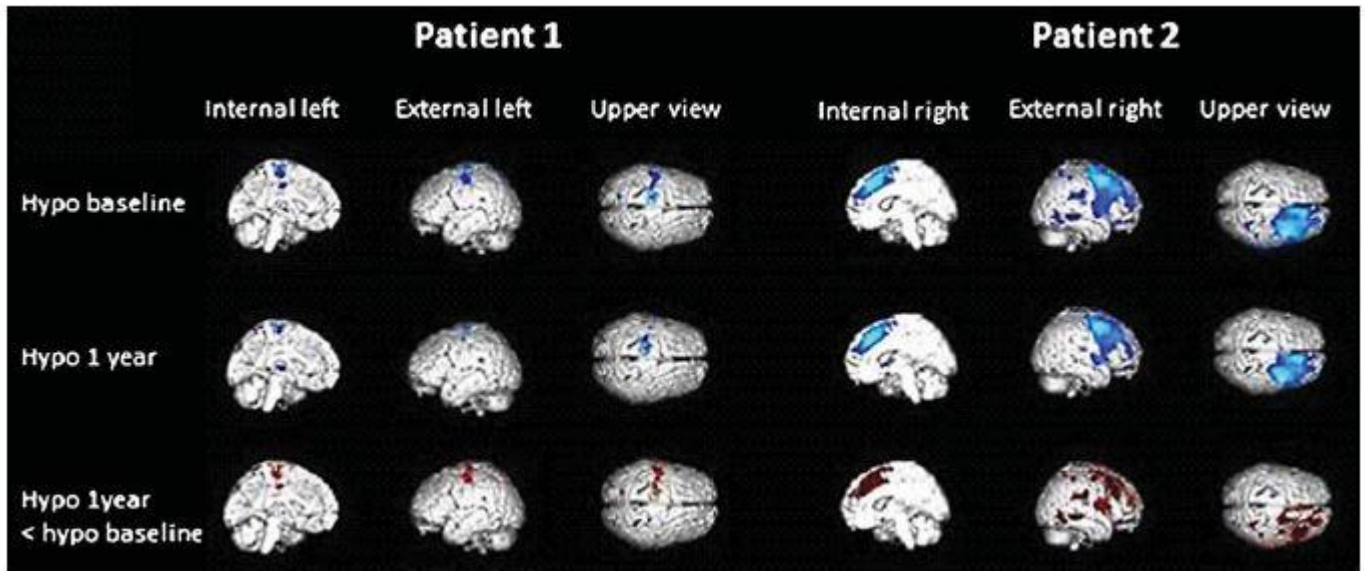 Patient 1 Patient 2
Internal left External left Upper view Internal right External right Upper view
Hypo baseline
Hypo 1 year
Hypo 1year
< hypo baseline